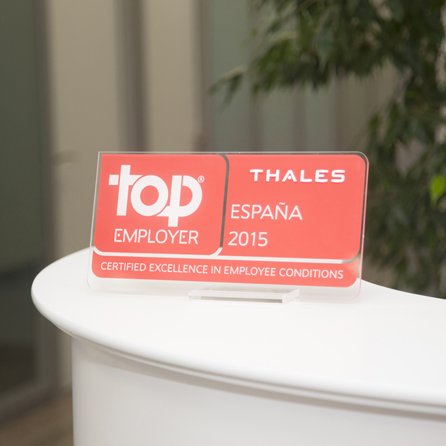 top®
EMPLOYER
THALES
ESPAÑA
2015
CERTIFIED EXCELLENCE IN EMPLOYEE CONDITIONS